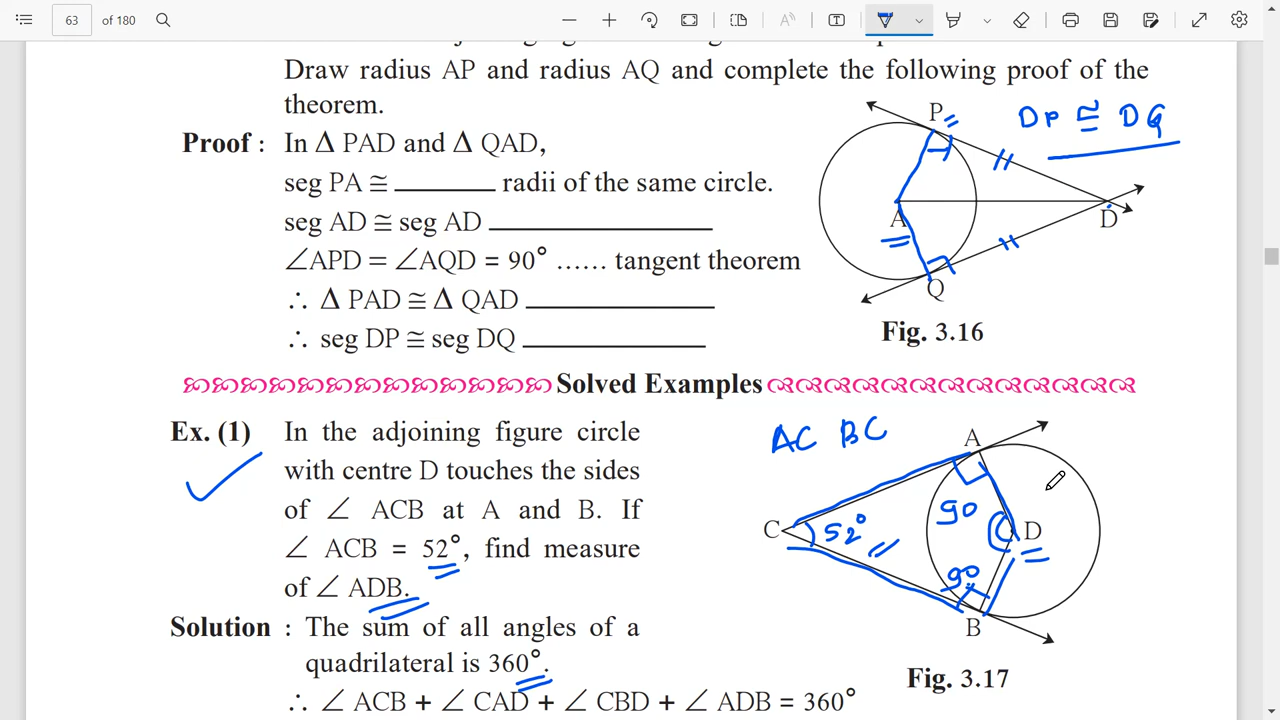 63 of 180
Draw radius AP and radius AQ and complete the following proof of the
theorem.
Proof : In Δ PAD and Δ QAD,
seg PA ≅ ________ radii of the same circle.
seg AD ≅ seg AD ________
∠APD = ∠AQD = 90° ...... tangent theorem
∴ Δ PAD ≅ Δ QAD ________
∴ seg DP ≅ seg DQ ________
P
DP ≅ DQ
A
D
Q
Fig. 3.16
Solved Examples
Ex. (1) In the adjoining figure circle
with centre D touches the sides
of ∠ ACB at A and B. If
∠ ACB = 52°, find measure
of ∠ ADB.
AC BC
A
90
C 52° D
90
B
Fig. 3.17
Solution : The sum of all angles of a
quadrilateral is 360°.
∴ ∠ ACB + ∠ CAD + ∠ CBD + ∠ ADB = 360°